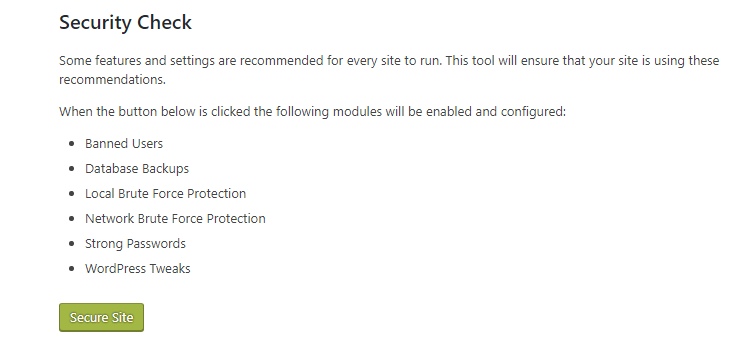 Security Check
Some features and settings are recommended for every site to run. This tool will ensure that your site is using these
recommendations.
When the button below is clicked the following modules will be enabled and configured:
Banned Users
Database Backups
Local Brute Force Protection
Network Brute Force Protection
Strong Passwords
WordPress Tweaks
Secure Site